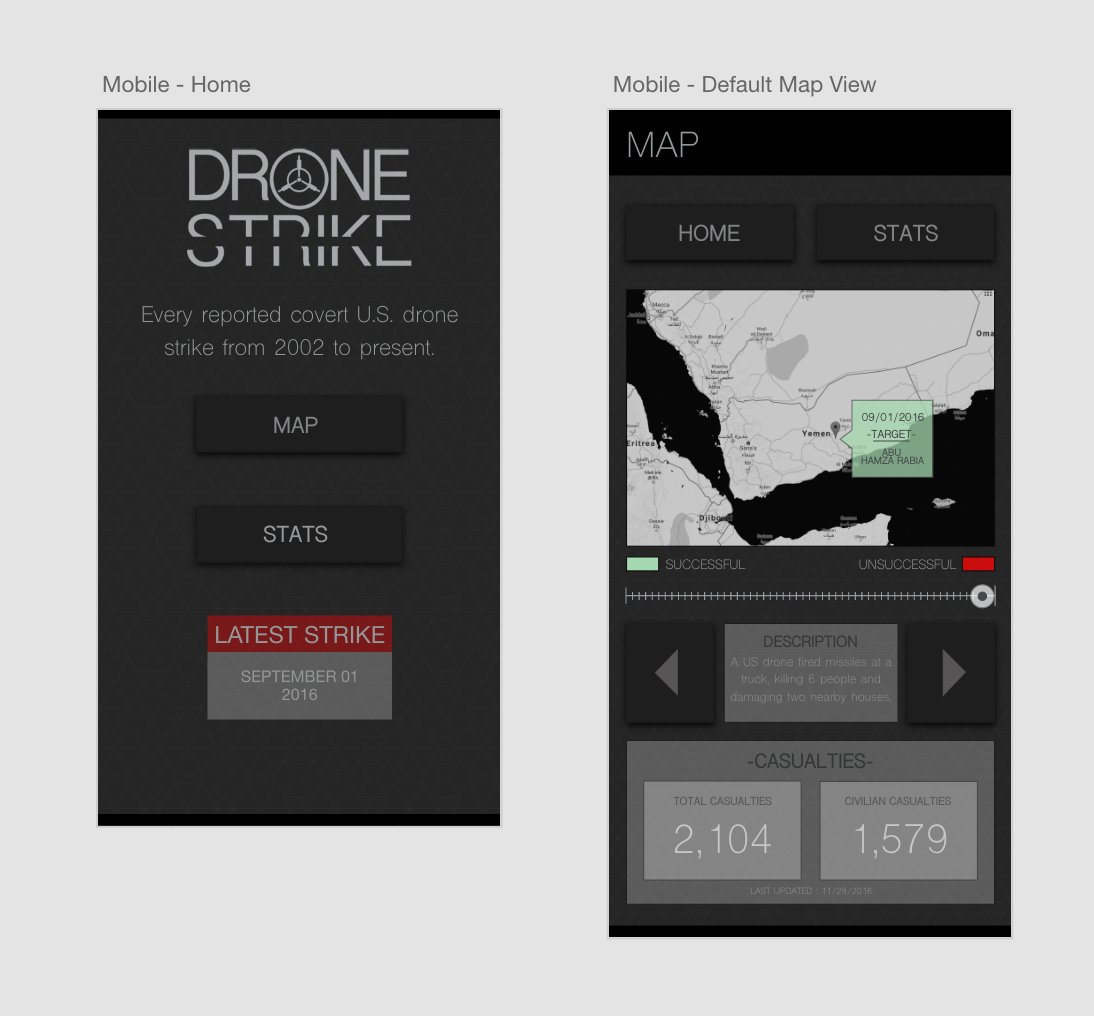 Mobile - Home
DRONE
STRIKE
Every reported covert U.S. drone
strike from 2002 to present.
MAP
STATS
LATEST STRIKE
SEPTEMBER 01
2016
Mobile - Default Map View
MAP
HOME
STATS
Mecca
Oma
Eritrea
Yemen
Sana'a
Aden
Djibou
09/01/2016
-TARGET-
ABU
HAMZA RABIA
SUCCESSFUL
UNSUCCESSFUL
DESCRIPTION
A US drone fired missiles at a
truck, killing 6 people and
damaging two nearby houses.
-CASUALTIES-
TOTAL CASUALTIES
2,104
CIVILIAN CASUALTIES
1,579
LAST UPDATED : 11/28/2016